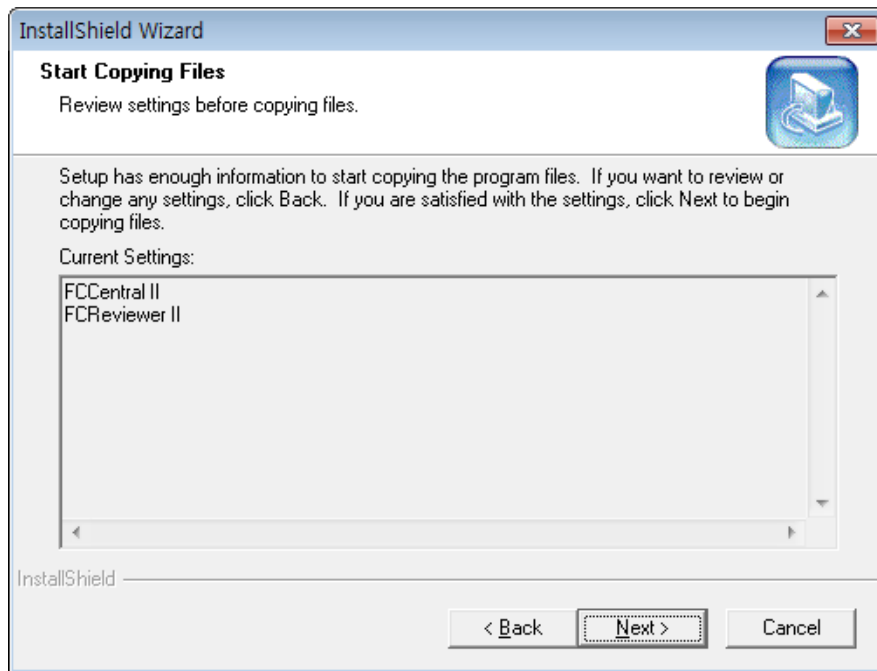 InstallShield Wizard
Start Copying Files
Review settings before copying files.
Setup has enough information to start copying the program files.  If you want to review or
change any settings, click Back.  If you are satisfied with the settings, click Next to begin
copying files.
Current Settings:
FCCentral II
FCReviewer II
InstallShield
< Back
Next >
Cancel